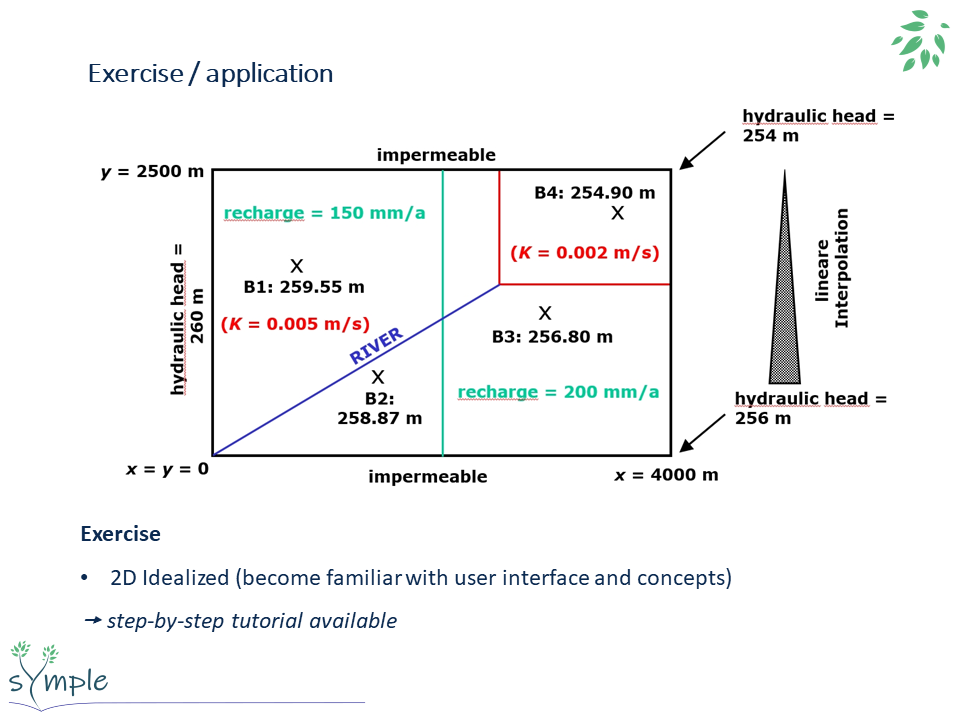 Exercise / application
hydraulic head =
254 m
impermeable
y = 2500 m
B4: 254.90 m
X
recharge = 150 mm/a
(K = 0.002 m/s)
lineare
Interpolation
hydraulic head =
260 m
X
B1: 259.55 m
(K = 0.005 m/s)
RIVER
X
B3: 256.80 m
X
B2:
258.87 m
recharge = 200 mm/a
hydraulic head =
256 m
x = y = 0
impermeable
x = 4000 m
Exercise
• 2D Idealized (become familiar with user interface and concepts)
→ step-by-step tutorial available
sYmple